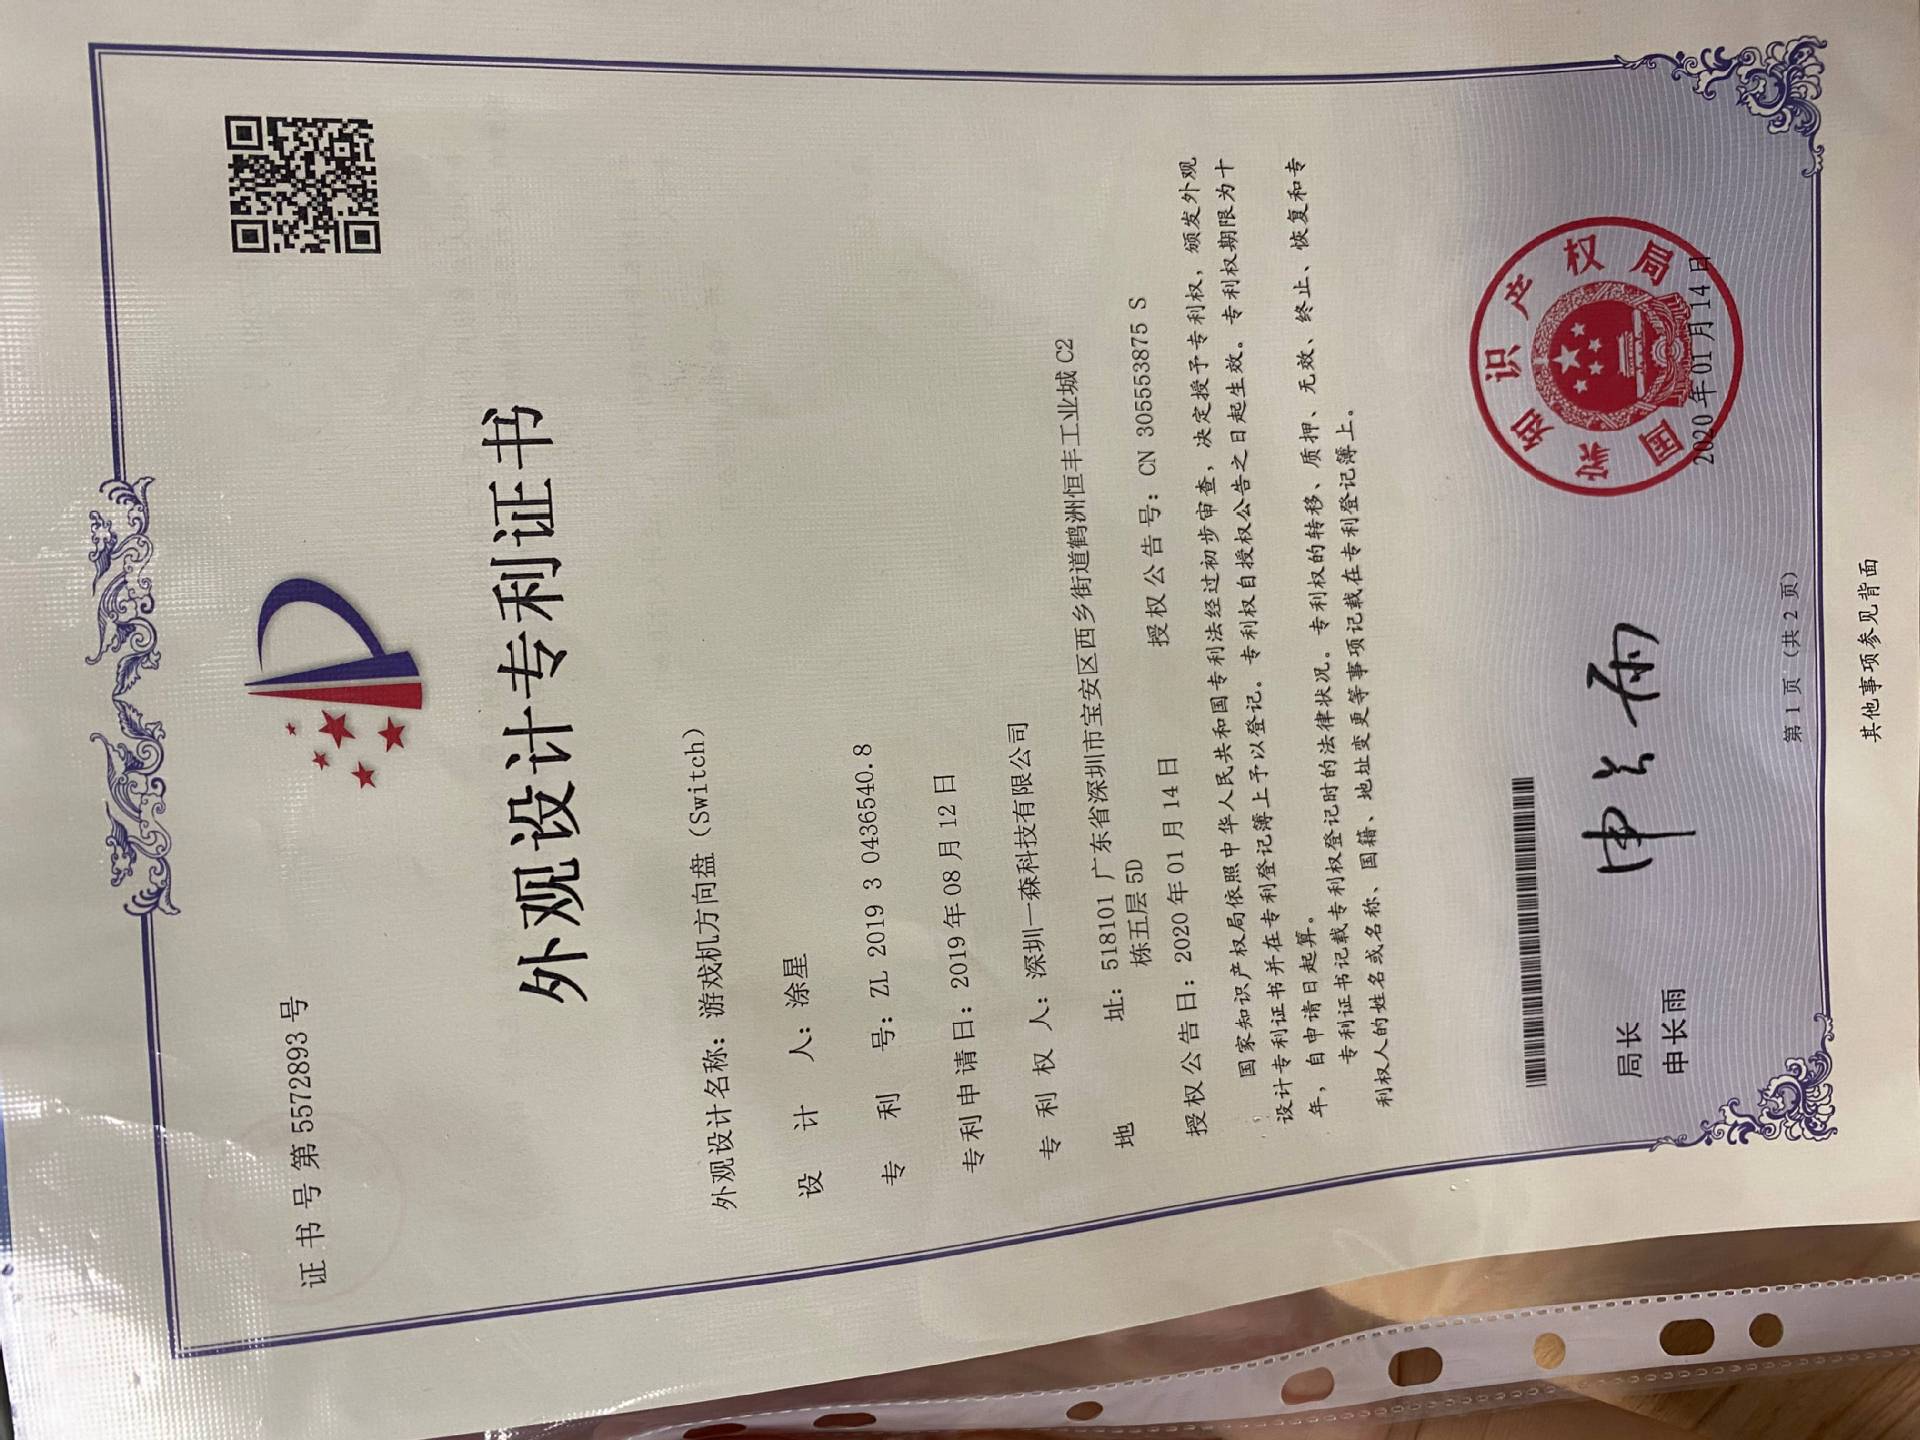 证书号第5572893号
外观设计专利证书
外观设计名称：游戏机方向盘（Switch）
设计人：涂星
专利号：ZL 2019 3 0436540.8
专利申请日：2019年08月12日
专利权人：深圳一森科技有限公司
地址：518101 广东省深圳市宝安区西乡街道鹤洲恒丰工业城C2
栋五层5D
授权公告日：2020年01月14日 授权公告号：CN 305553875 S
国家知识产权局依照中华人民共和国专利法经过初步审查，决定授予专利权，颁发外观
设计专利证书并在专利登记簿上予以登记。专利权自授权公告之日起生效。专利权期限为十
年，自申请日起算。
专利证书记载专利权登记时的法律状况。专利权的转移、质押、无效、终止、恢复和专
利权人的姓名或名称、国籍、地址变更等事项记载在专利登记簿上。
局长
申长雨
申长雨
国家知识产权局
2020年01月14日
第1页（共2页）
其他事项参见背面